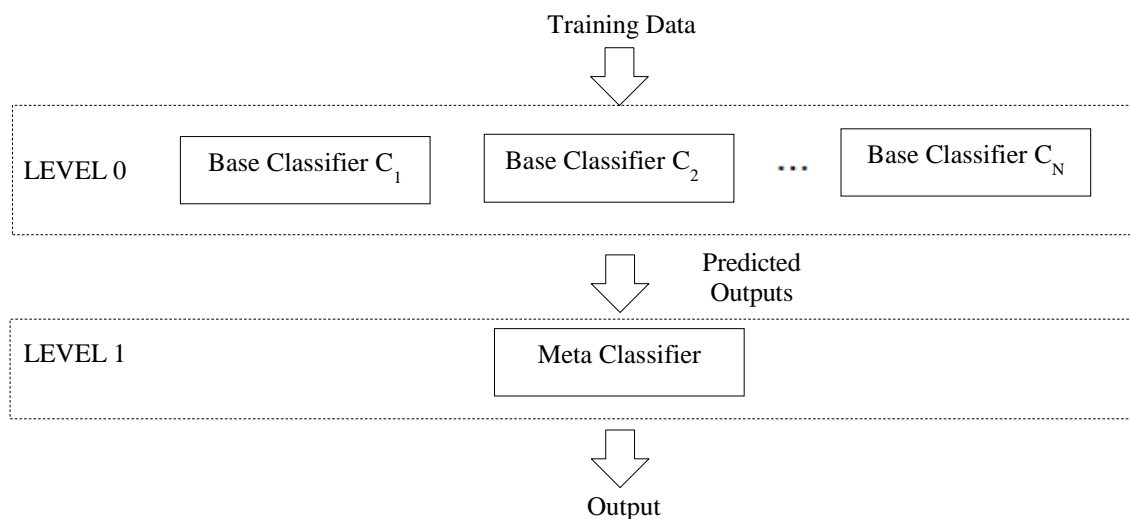 Training Data
LEVEL 0
Base Classifier C1
Base Classifier C2
...
Base Classifier CN
Predicted
Outputs
LEVEL 1
Meta Classifier
Output